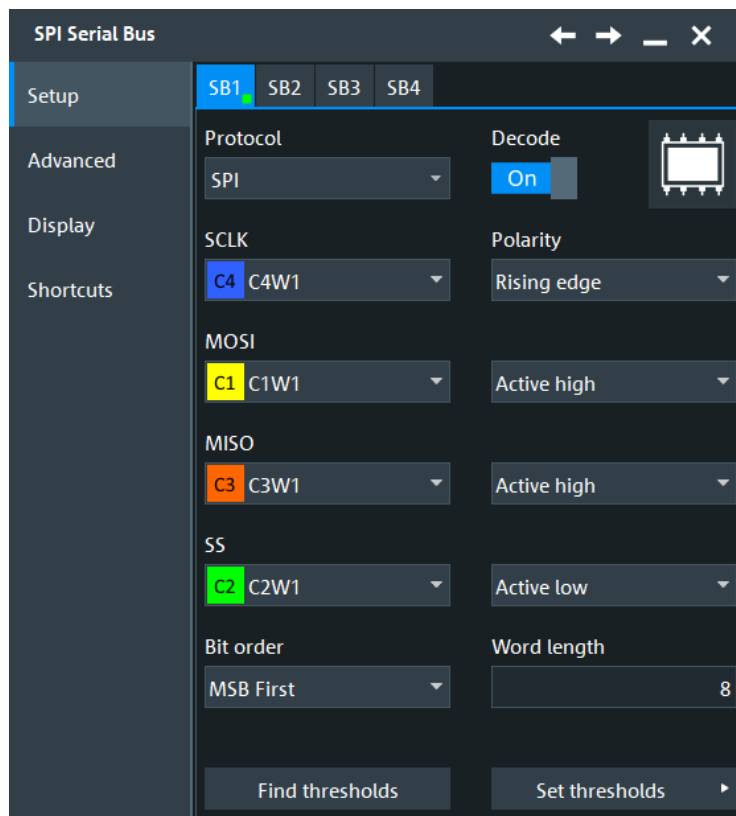 SPI Serial Bus
Setup
Advanced
Display
Shortcuts
SB1 SB2 SB3 SB4
Protocol Decode
SPI On
SCLK Polarity
C4 C4W1 Rising edge
MOSI
C1 C1W1 Active high
MISO
C3 C3W1 Active high
SS
C2 C2W1 Active low
Bit order Word length
MSB First 8
Find thresholds Set thresholds